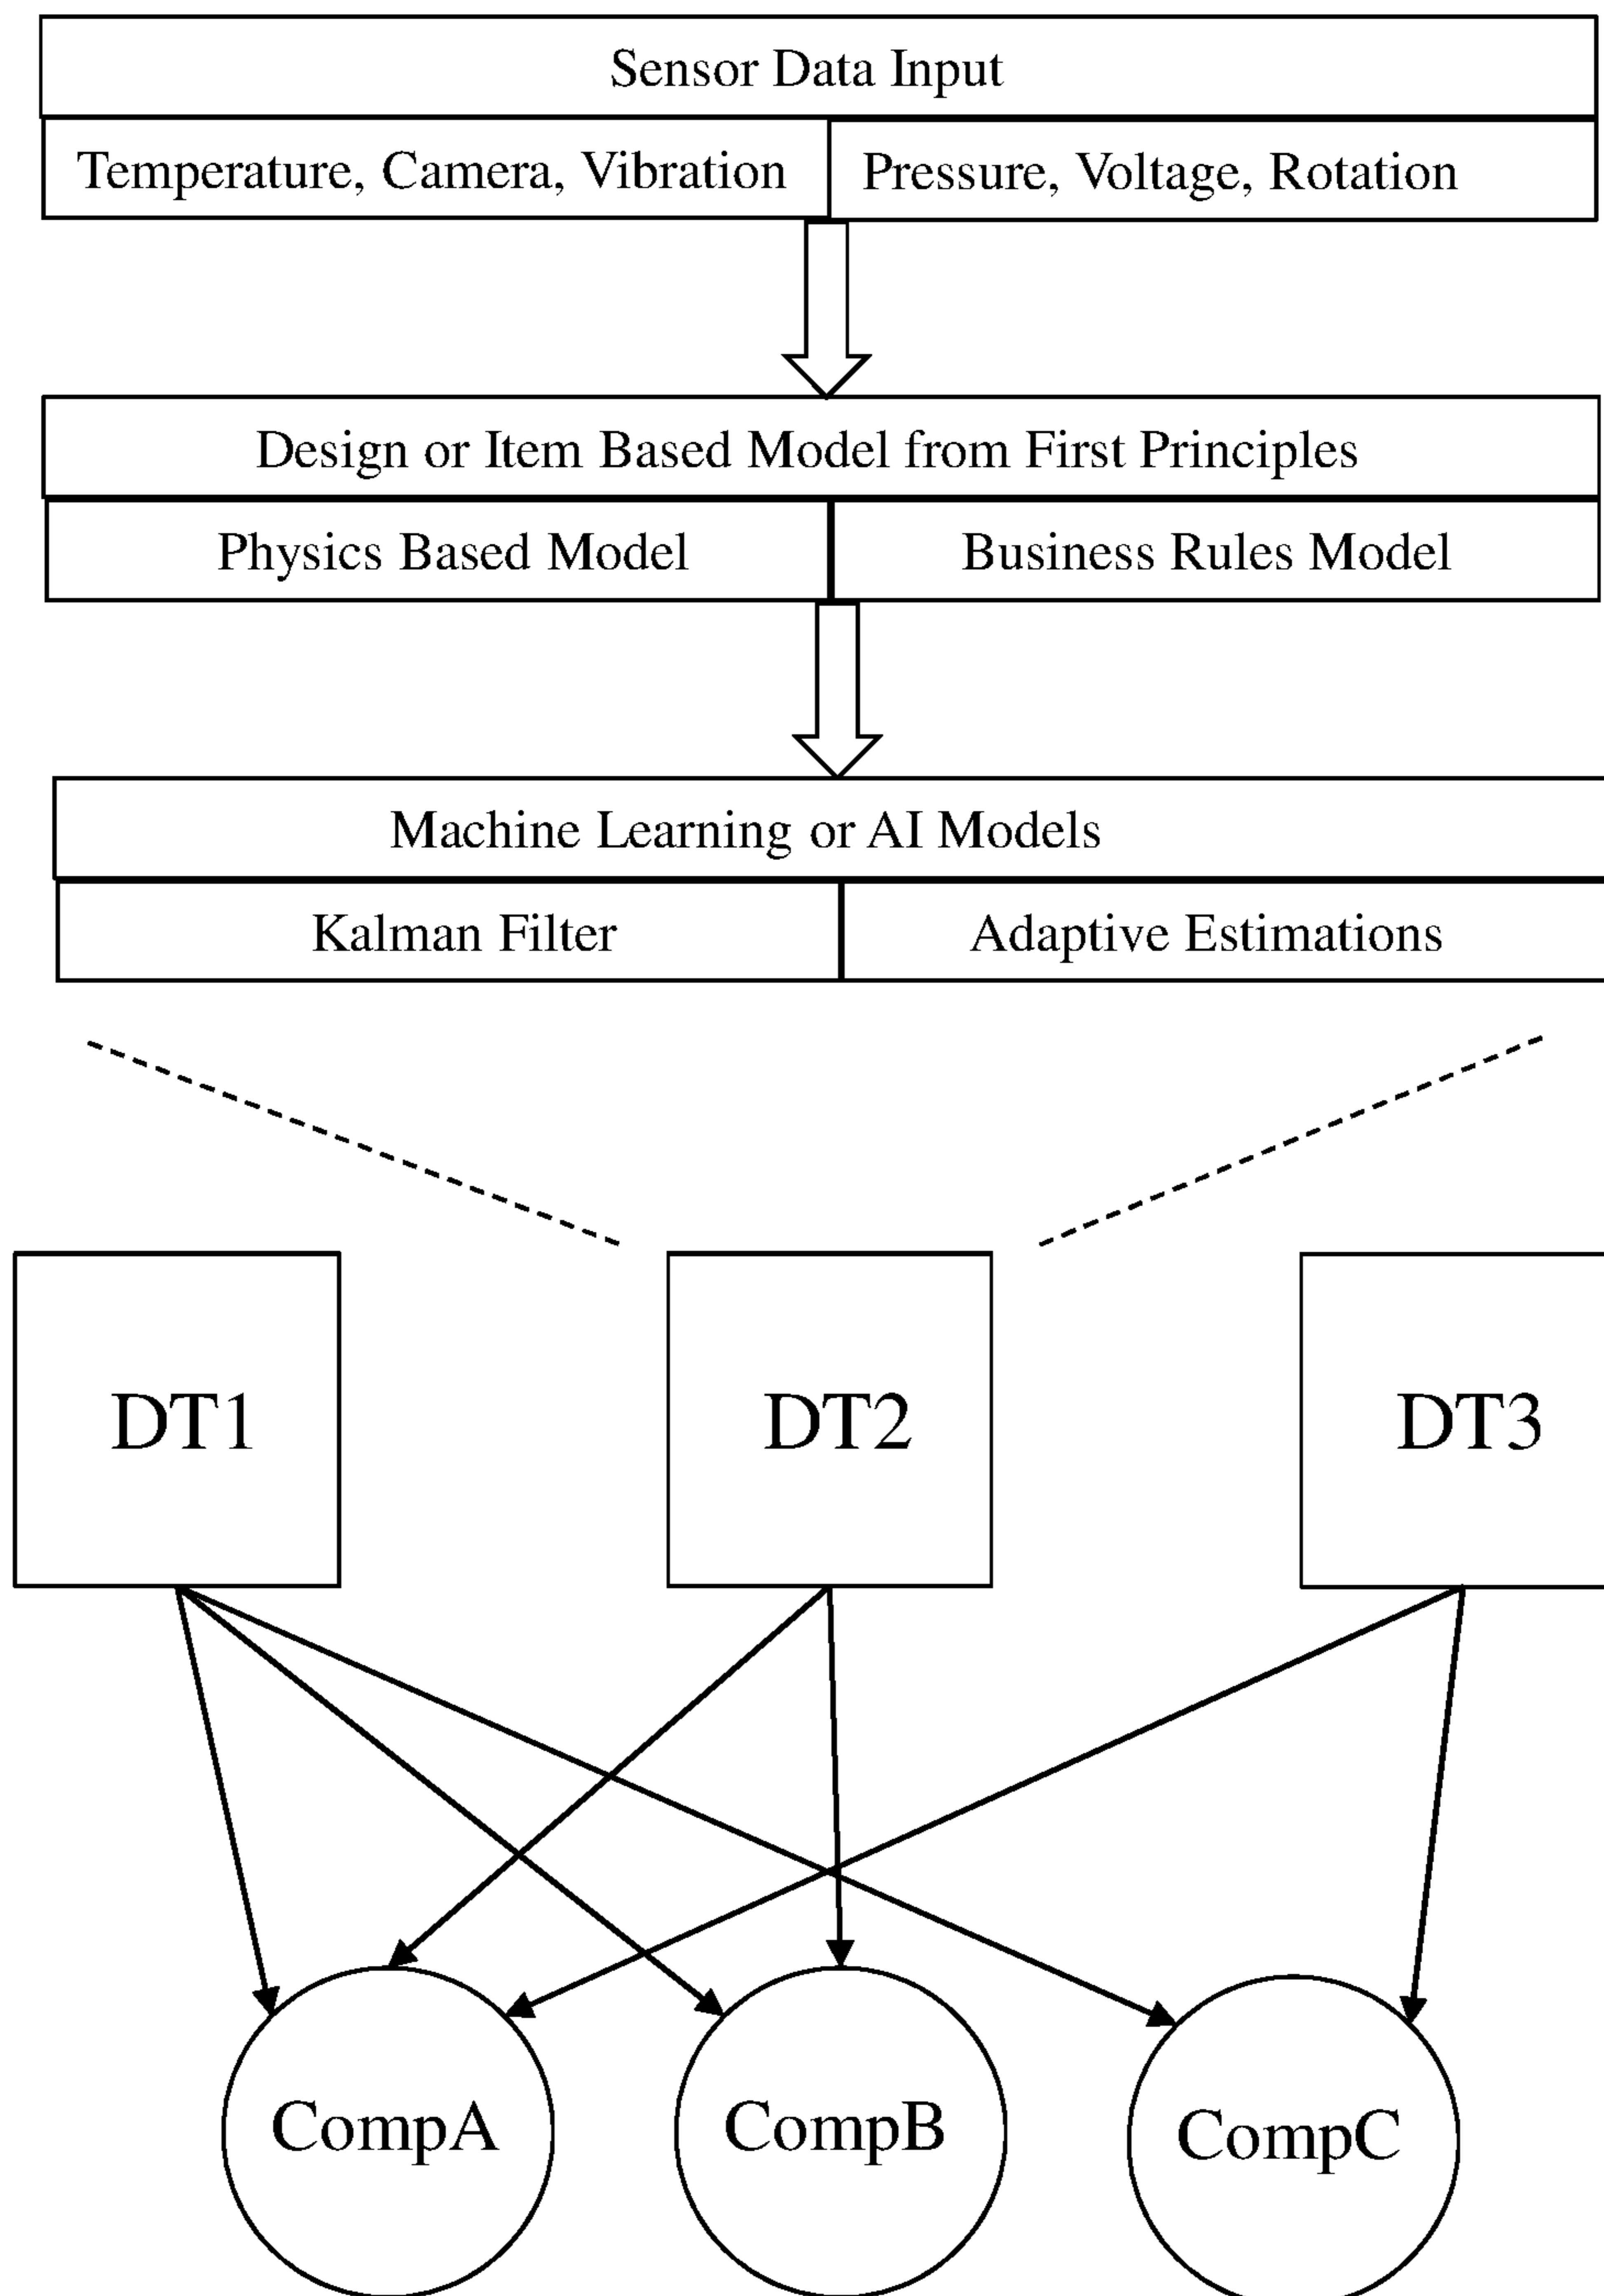 Sensor Data Input
Temperature, Camera, Vibration
Pressure, Voltage, Rotation
Design or Item Based Model from First Principles
Physics Based Model
Business Rules Model
Machine Learning or AI Models
Kalman Filter
Adaptive Estimations
DT1
DT2
DT3
CompA
CompB
CompC